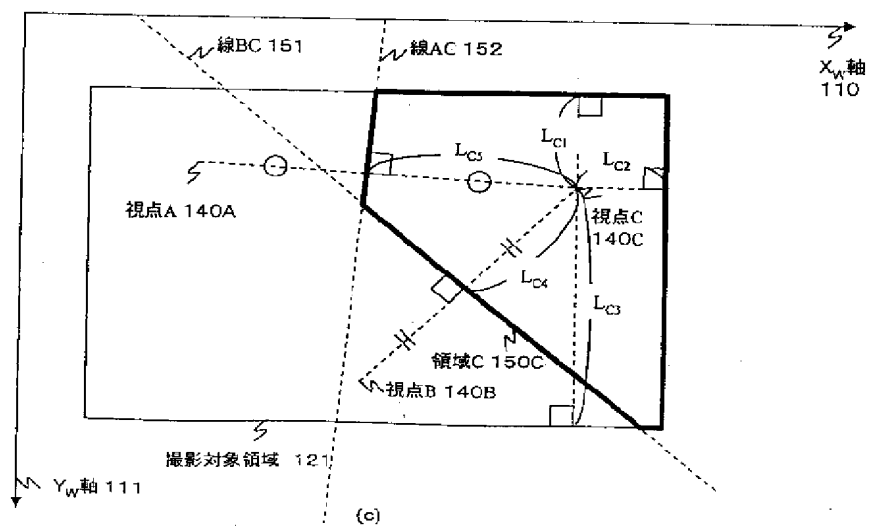 線BC 151
線AC 152
XW軸
110
LC1
LC5
LC2
視点A 140A
視点C
140C
LC4
LC3
領域C 150C
視点B 140B
撮影対象領域 121
YW軸 111
(c)